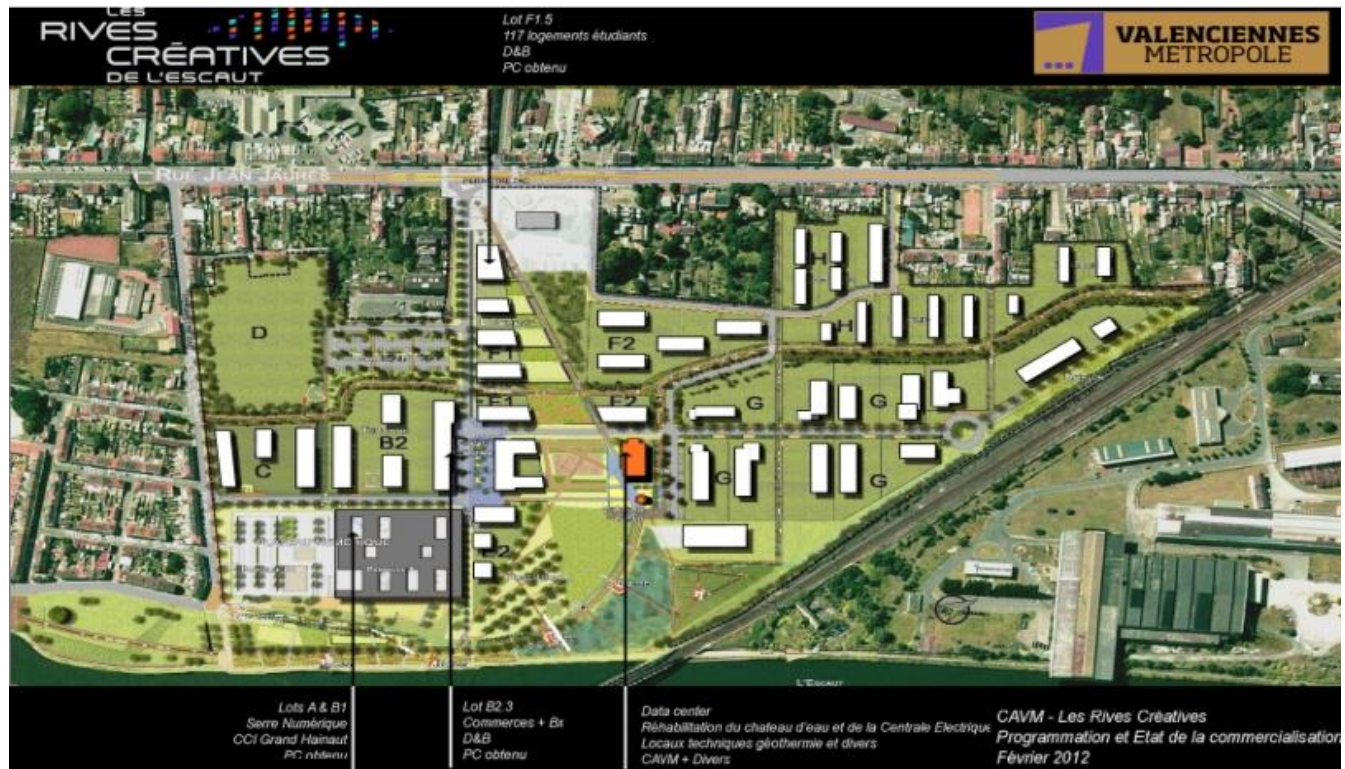 LES
RIVES
CRÉATIVES
DE L'ESCAUT
Lot F1.5
117 logements étudiants
D&B
PC obtenu
VALENCIENNES
METROPOLE
RUE JEAN JAURÈS
H
D
H
F1
F2
F1
F2
G
G
B2
C
G
G
L'ESCAUT
Lots A & B1
Serre Numérique
CCI Grand Hainaut
PC obtenu
Lot B2.3
Commerces + Bx
D&B
PC obtenu
Data center
Réhabilitation du chateau d'eau et de la Centrale Electrique
Locaux techniques géothermie et divers
CAVM + Divers
CAVM - Les Rives Créatives
Programmation et Etat de la commercialisation
Février 2012